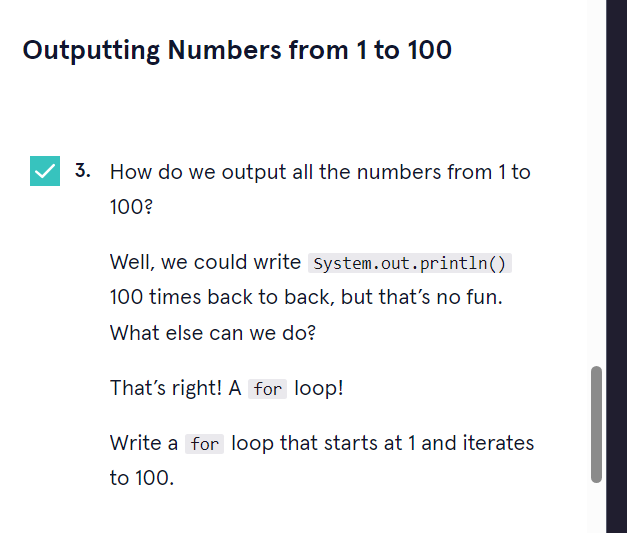 Outputting Numbers from 1 to 100
3. How do we output all the numbers from 1 to
100?
Well, we could write System.out.println()
100 times back to back, but that’s no fun.
What else can we do?
That’s right! A for loop!
Write a for loop that starts at 1 and iterates
to 100.